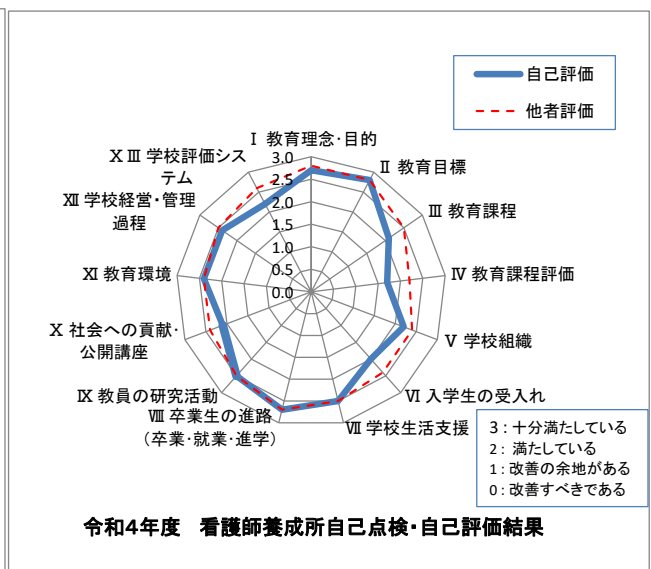 自己評価
他者評価
Ⅰ 教育理念・目的
Ⅱ 教育目標
Ⅲ 教育課程
Ⅳ 教育課程評価
Ⅴ 学校組織
Ⅵ 入学生の受入れ
Ⅶ 学校生活支援
Ⅷ 卒業生の進路
（卒業・就業・進学）
Ⅸ 教員の研究活動
Ⅹ 社会への貢献・
公開講座
Ⅺ 教育環境
Ⅻ 学校経営・管理
過程
ⅩⅢ 学校評価シス
テム
3.0
2.5
2.0
1.5
1.0
0.5
0.0
3：十分満たしている
2： 満たしている
1：改善の余地がある
0：改善すべきである
令和4年度　看護師養成所自己点検・自己評価結果